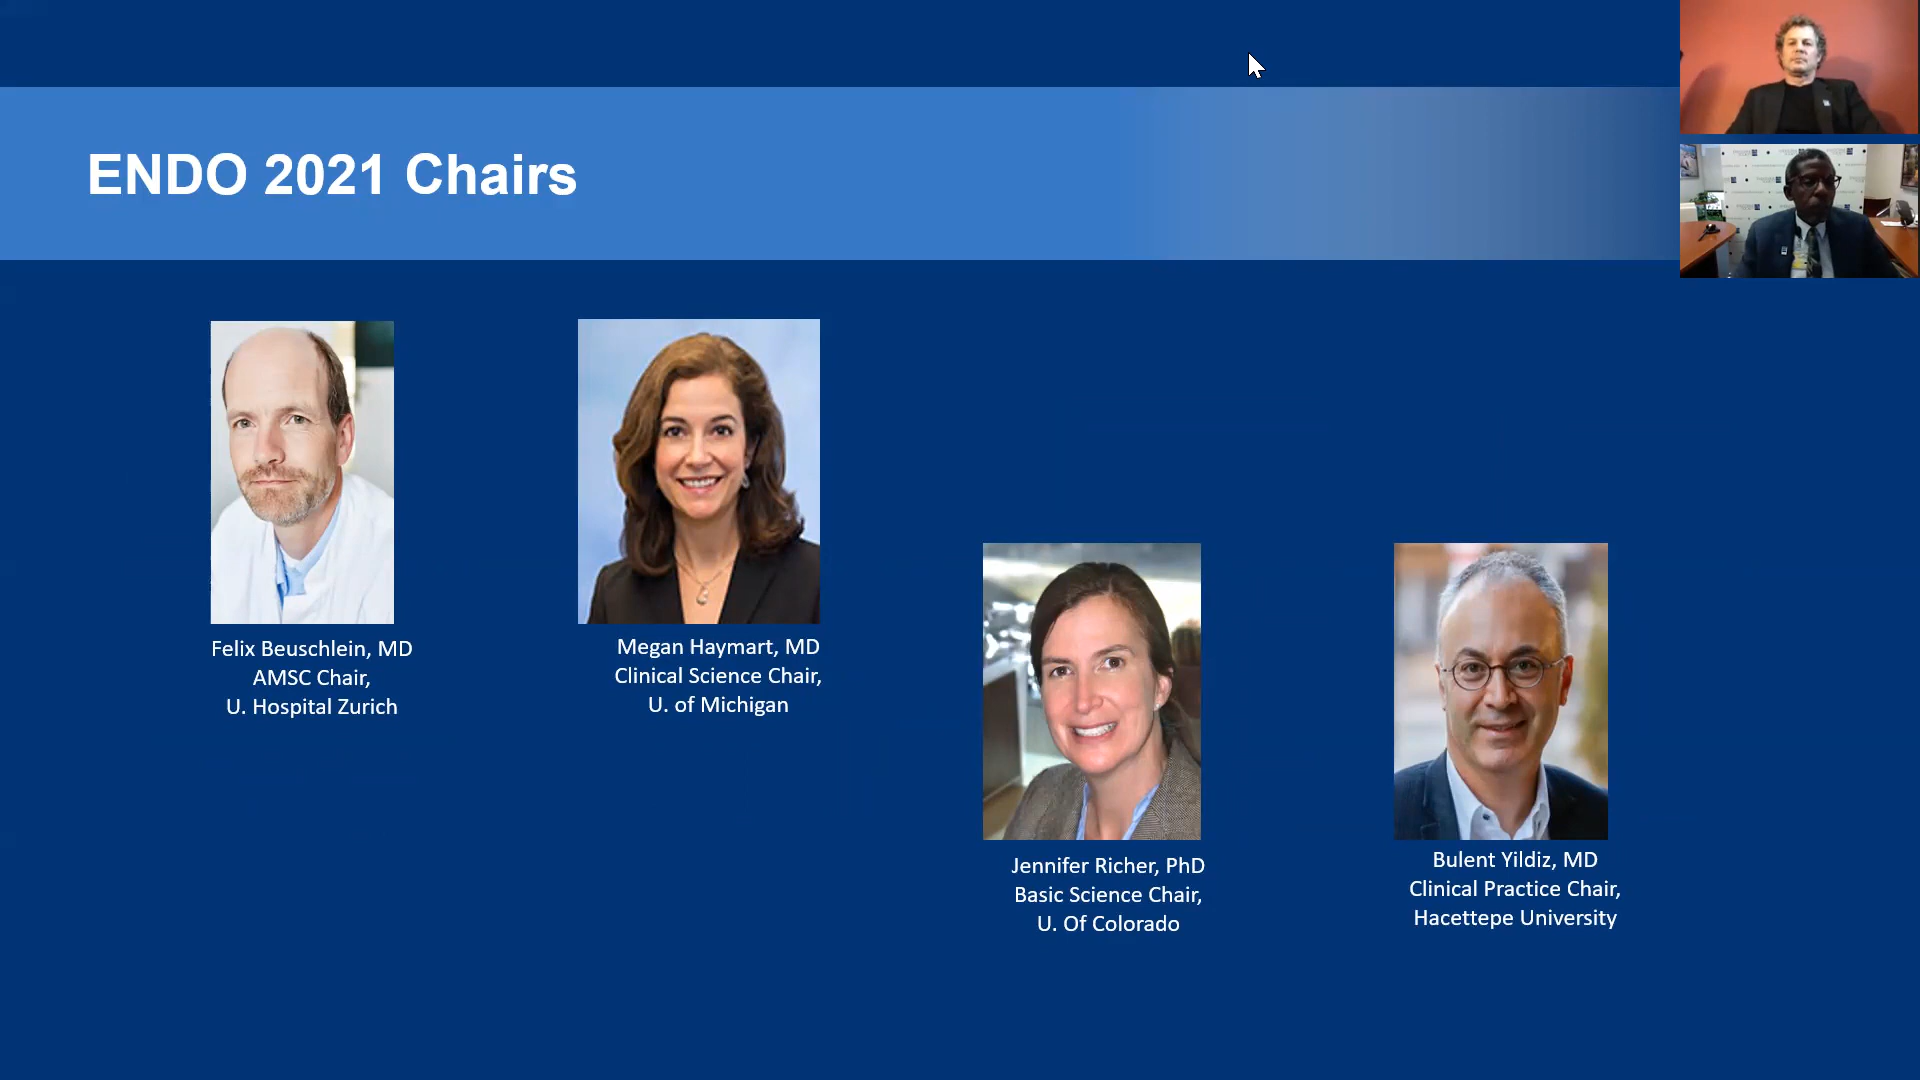 ENDO 2021 Chairs
Felix Beuschlein, MD
AMSC Chair,
U. Hospital Zurich
Megan Haymart, MD
Clinical Science Chair,
U. of Michigan
Jennifer Richer, PhD
Basic Science Chair,
U. Of Colorado
Bulent Yildiz, MD
Clinical Practice Chair,
Hacettepe University